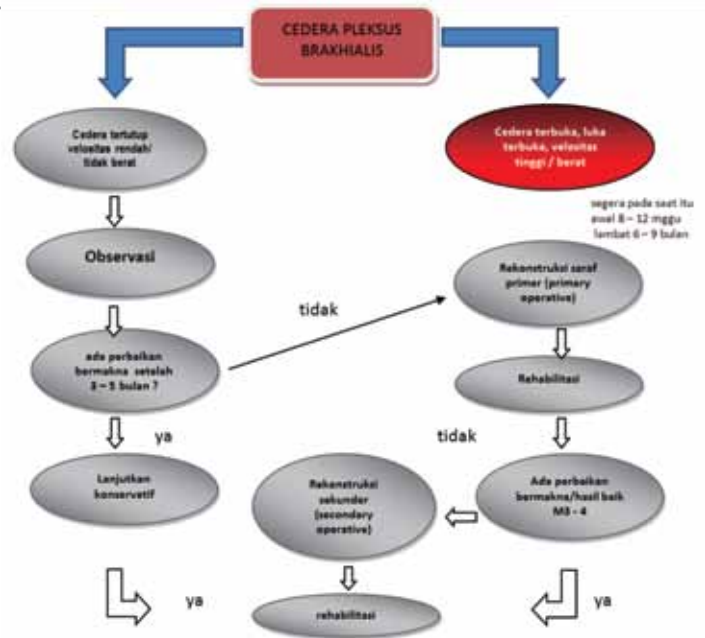 CEDERA PLEKSUS
BRAKHIALIS
Cedera tertutup
velositas rendah/
tidak berat
Cedera terbuka, luka
terbuka, velositas
tinggi / berat
segera pada saat itu
awal 8 – 12 mggu
lambat 6 – 9 bulan
Observasi
Rekonstruksi saraf
primer (primary
operative)
tidak
ada perbaikan
bermakna setelah
3 – 5 bulan ?
Rehabilitasi
ya
tidak
Lanjutkan
konservatif
Rekonstruksi
sekunder
(secondary
operative)
Ada perbaikan
bermakna/hasil baik
M3 - 4
ya
rehabilitasi
ya